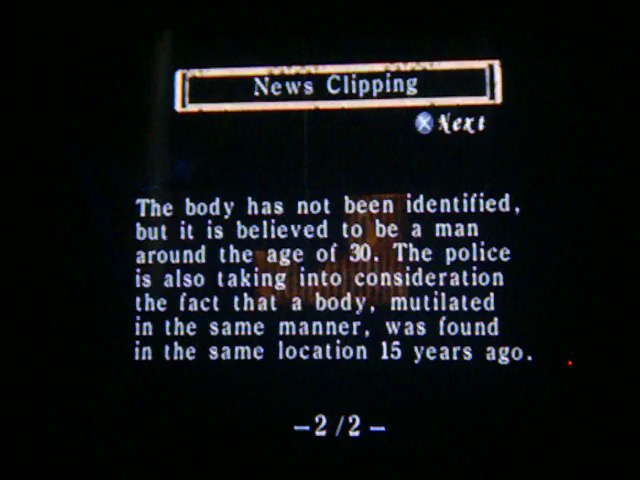 News Clipping
Next
The body has not been identified,
but it is believed to be a man
around the age of 30. The police
is also taking into consideration
the fact that a body, mutilated
in the same manner, was found
in the same location 15 years ago.
-2/2-